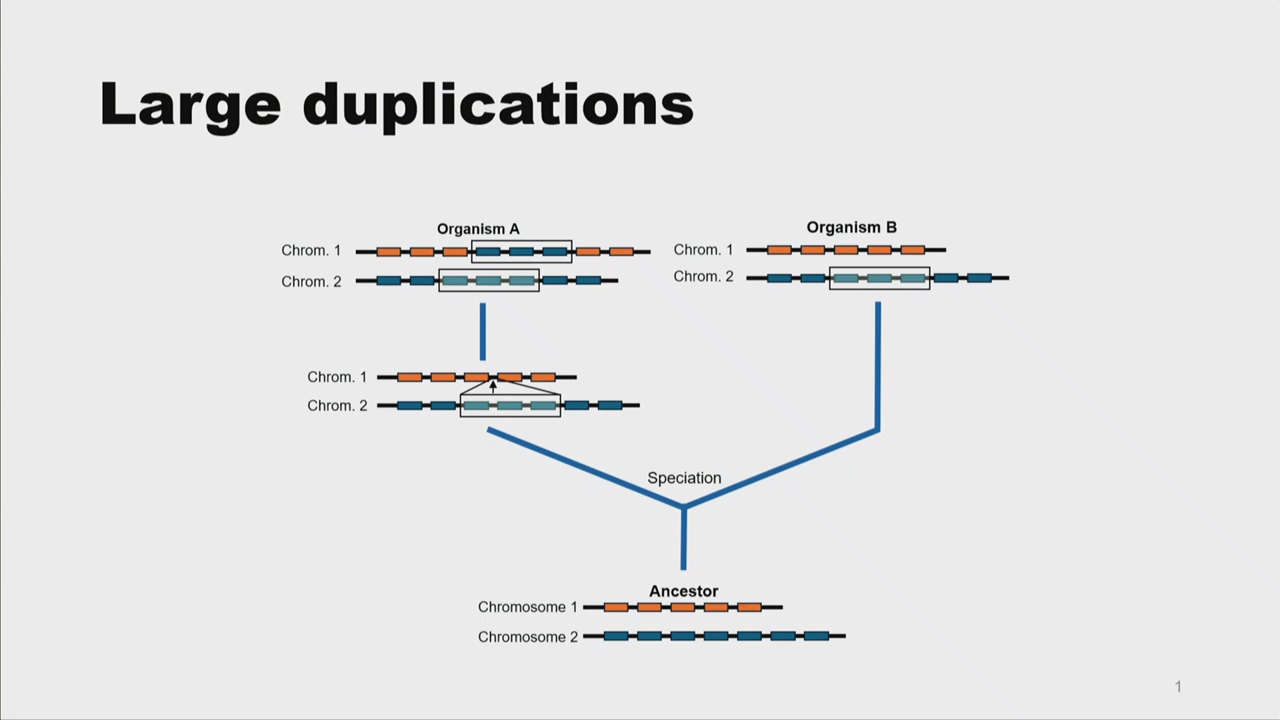 Large duplications
Organism A
Chrom. 1
Chrom. 2
Organism B
Chrom. 1
Chrom. 2
Chrom. 1
Chrom. 2
Speciation
Ancestor
Chromosome 1
Chromosome 2
1